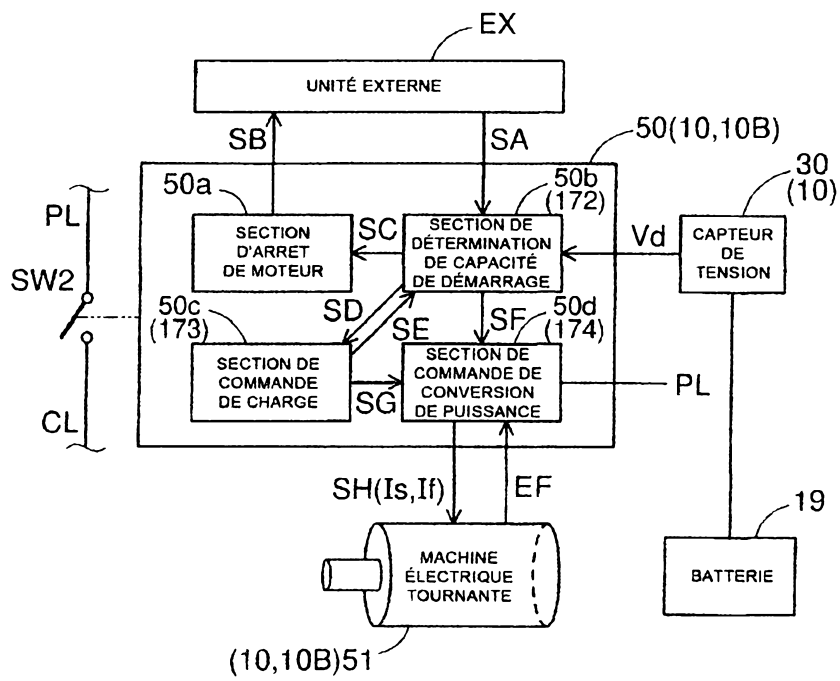 EX
UNITÉ EXTERNE
SB
SA
50(10,10B)
50a
50b
(172)
30
(10)
PL
SECTION
D'ARRET
DE MOTEUR
SC
SECTION DE
DÉTERMINATION
DE CAPACITÉ
DE DÉMARRAGE
Vd
CAPTEUR
DE
TENSION
SW2
50c
(173)
SD
SE
SF
50d
(174)
SECTION DE
COMMANDE
DE CHARGE
SG
SECTION DE
COMMANDE DE
CONVERSION
DE PUISSANCE
PL
CL
SH(Is,If)
EF
19
MACHINE
ÉLECTRIQUE
TOURNANTE
BATTERIE
(10,10B)51